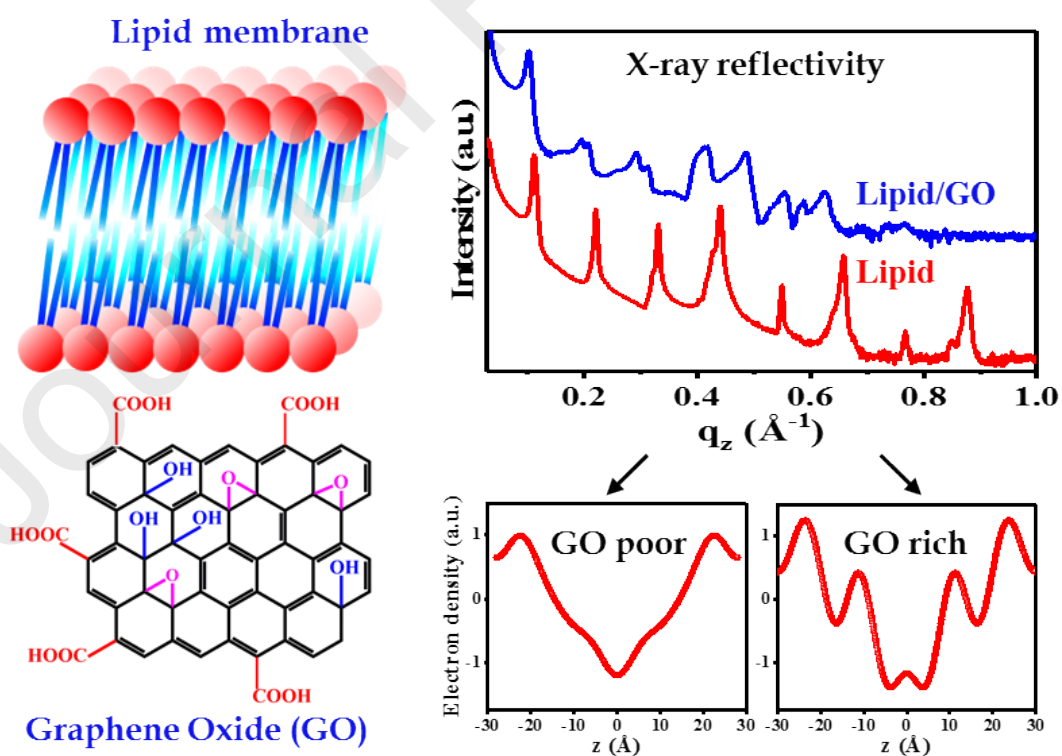 Lipid membrane
X-ray reflectivity
Intensity (a.u.)
Lipid/GO
Lipid
0.2 0.4 0.6 0.8 1.0
q_z (Å⁻¹)
COOH COOH
OH O O
OH OH
HOOC
O OH
HOOC
COOH
Graphene Oxide (GO)
GO poor
Electron density (a.u.)
1
0
-1
-30 -20 -10 0 10 20 30
z (Å)
GO rich
1
0
-1
-30 -20 -10 0 10 20 30
z (Å)
Journal P